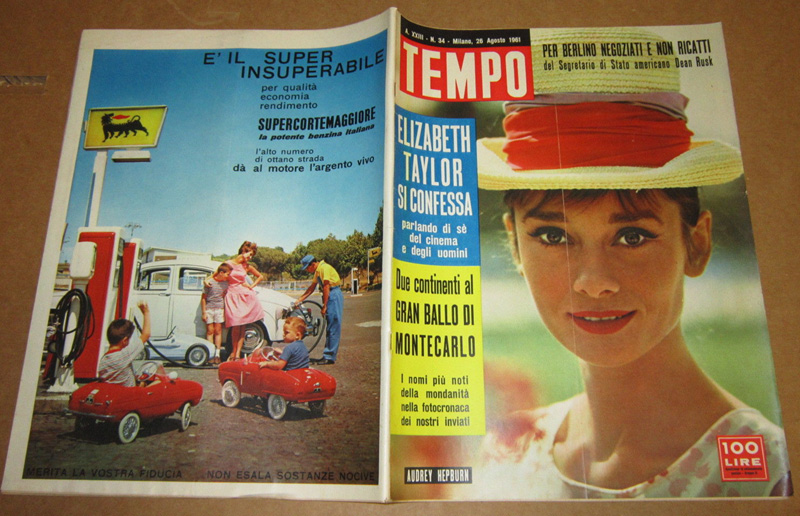 E' IL SUPER
INSUPERABILE
per qualità
economia
rendimento
SUPERCORTEMAGGIORE
la potente benzina italiana
l'alto numero
di ottano strada
dà al motore l'argento vivo
MERITA LA VOSTRA FIDUCIA NON ESALA SOSTANZE NOCIVE
A. XXIII - N. 34 - Milano, 26 Agosto 1961
TEMPO
PER BERLINO NEGOZIATI E NON RICATTI
del Segretario di Stato americano Dean Rusk
ELIZABETH
TAYLOR
SI CONFESSA
parlando di sè
del cinema
e degli uomini
Due continenti al
GRAN BALLO DI
MONTECARLO
I nomi più noti
della mondanità
nella fotocronaca
dei nostri inviati
AUDREY HEPBURN
100
LIRE